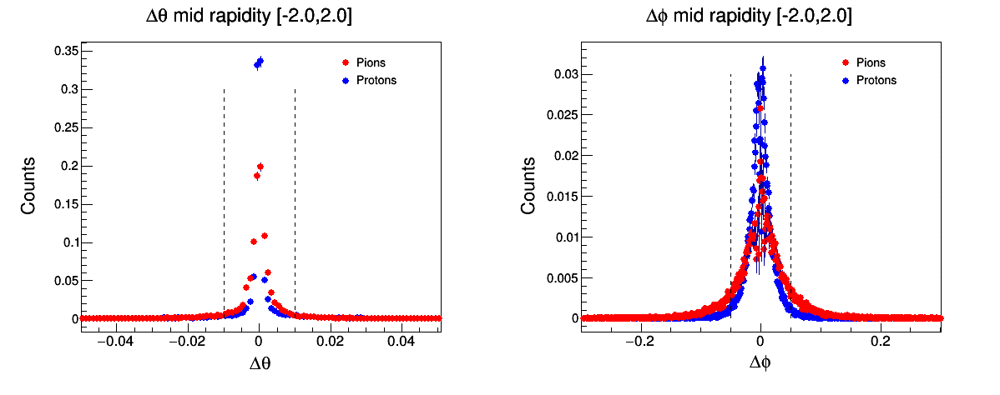 Δθ mid rapidity [-2.0,2.0]
Counts
0.35
0.3
0.25
0.2
0.15
0.1
0.05
0
Pions
Protons
−0.04
−0.02
0
0.02
0.04
Δθ
Δϕ mid rapidity [-2.0,2.0]
Counts
0.03
0.025
0.02
0.015
0.01
0.005
0
Pions
Protons
−0.2
0
0.2
Δϕ